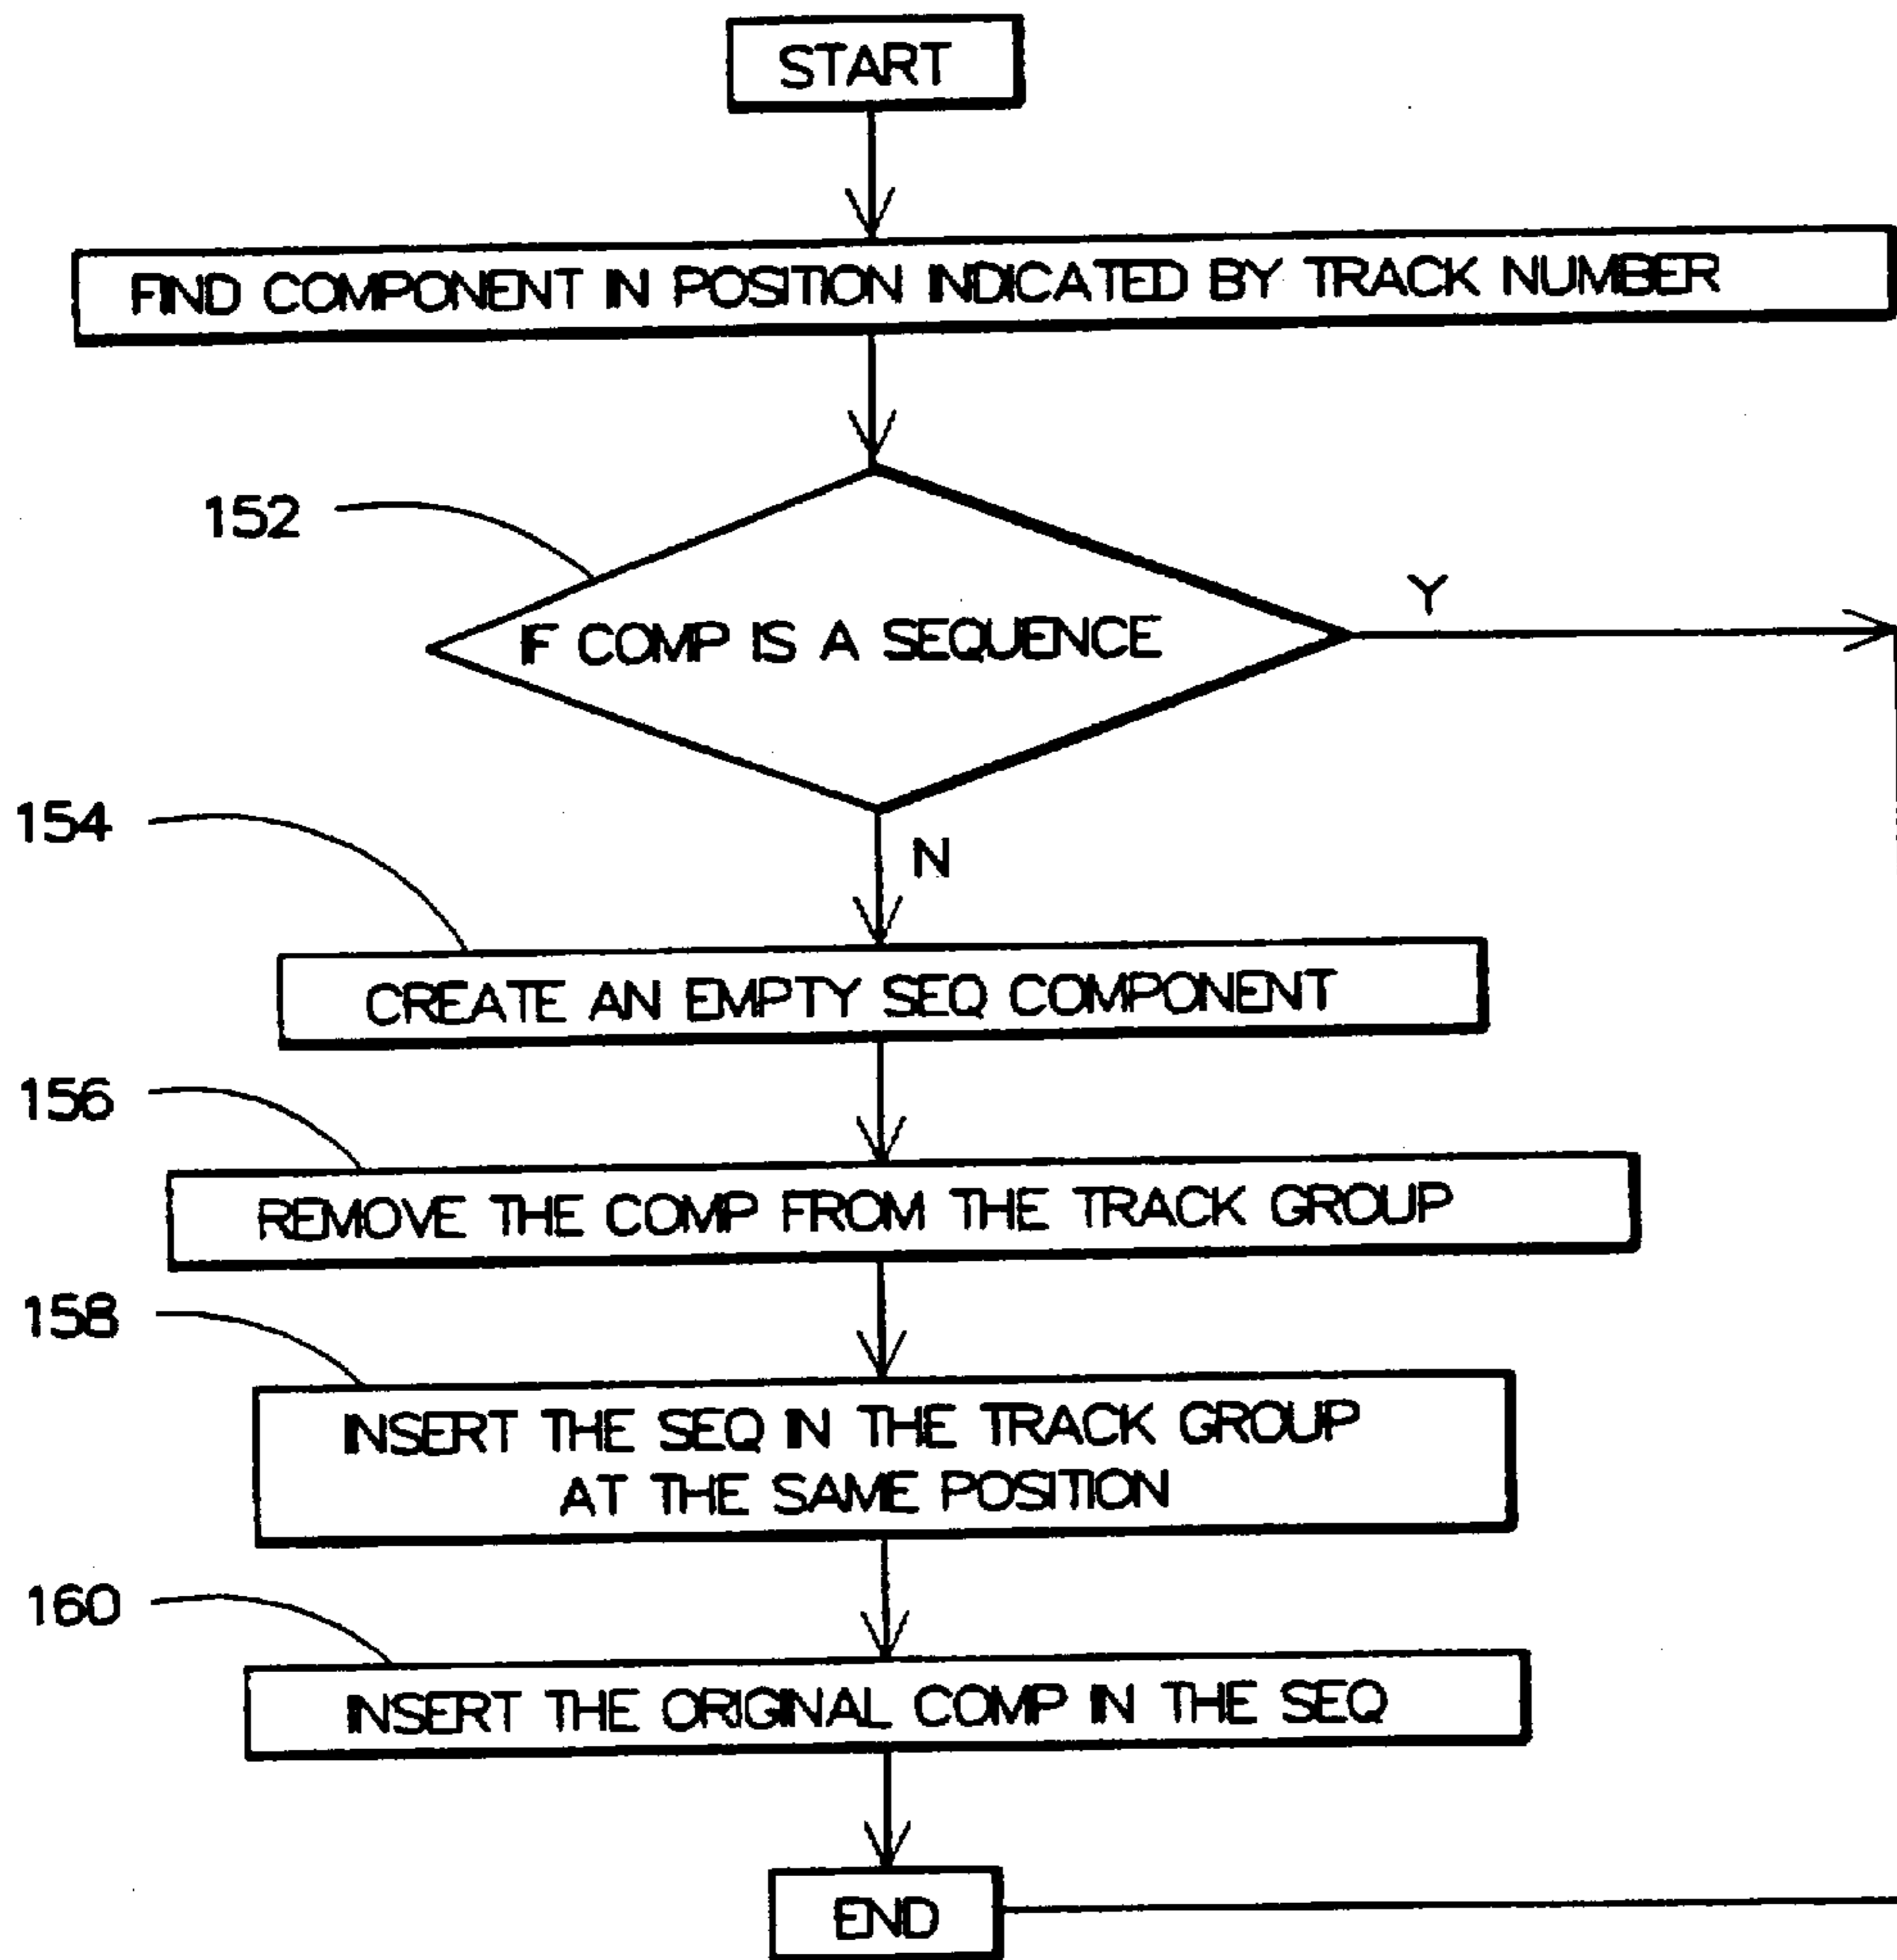 START
FIND COMPONENT IN POSITION INDICATED BY TRACK NUMBER
152
IF COMP IS A SEQUENCE
Y
154
N
CREATE AN EMPTY SEQ COMPONENT
156
REMOVE THE COMP FROM THE TRACK GROUP
158
INSERT THE SEQ IN THE TRACK GROUP
AT THE SAME POSITION
160
INSERT THE ORIGINAL COMP IN THE SEQ
END